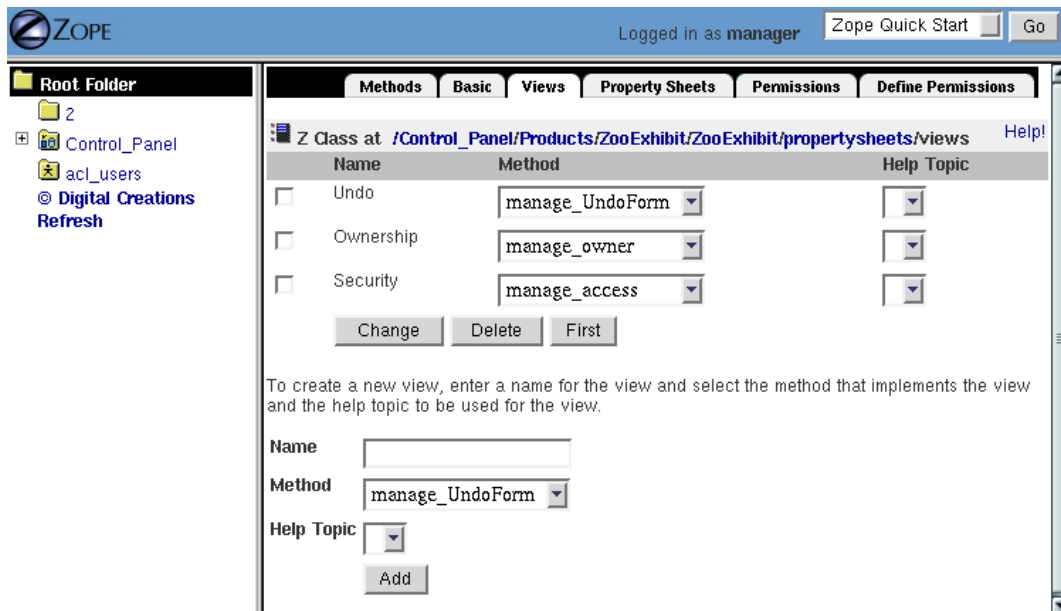 ZOPE
Logged in as manager
Zope Quick Start
Go
Root Folder
2
Control_Panel
acl_users
© Digital Creations
Refresh
Methods Basic Views Property Sheets Permissions Define Permissions
Z Class at /Control_Panel/Products/ZooExhibit/ZooExhibit/propertysheets/views Help!
Name Method Help Topic
Undo manage_UndoForm
Ownership manage_owner
Security manage_access
Change Delete First
To create a new view, enter a name for the view and select the method that implements the view
and the help topic to be used for the view.
Name
Method manage_UndoForm
Help Topic
Add